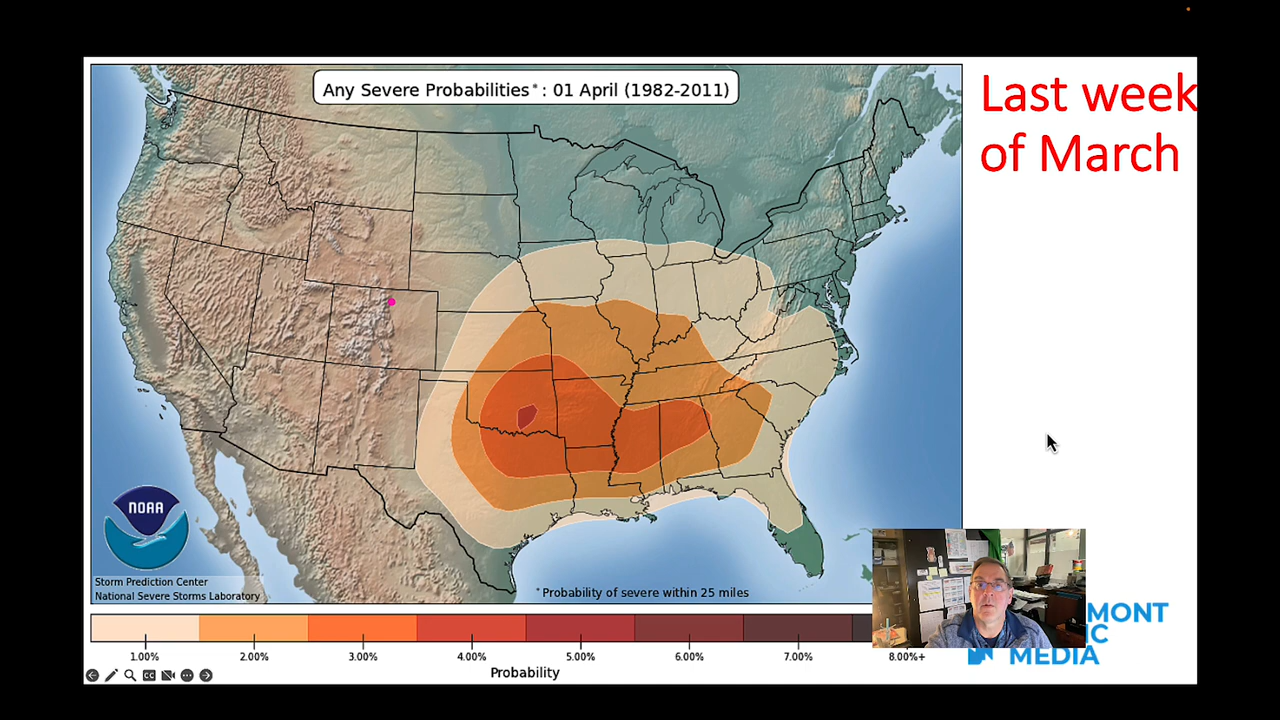 Any Severe Probabilities*: 01 April (1982-2011)
Last week
of March
NOAA
Storm Prediction Center
National Severe Storms Laboratory
*Probability of severe within 25 miles
1.00% 2.00% 3.00% 4.00% 5.00% 6.00% 7.00% 8.00%+
Probability
CC
MONT
IC
MEDIA